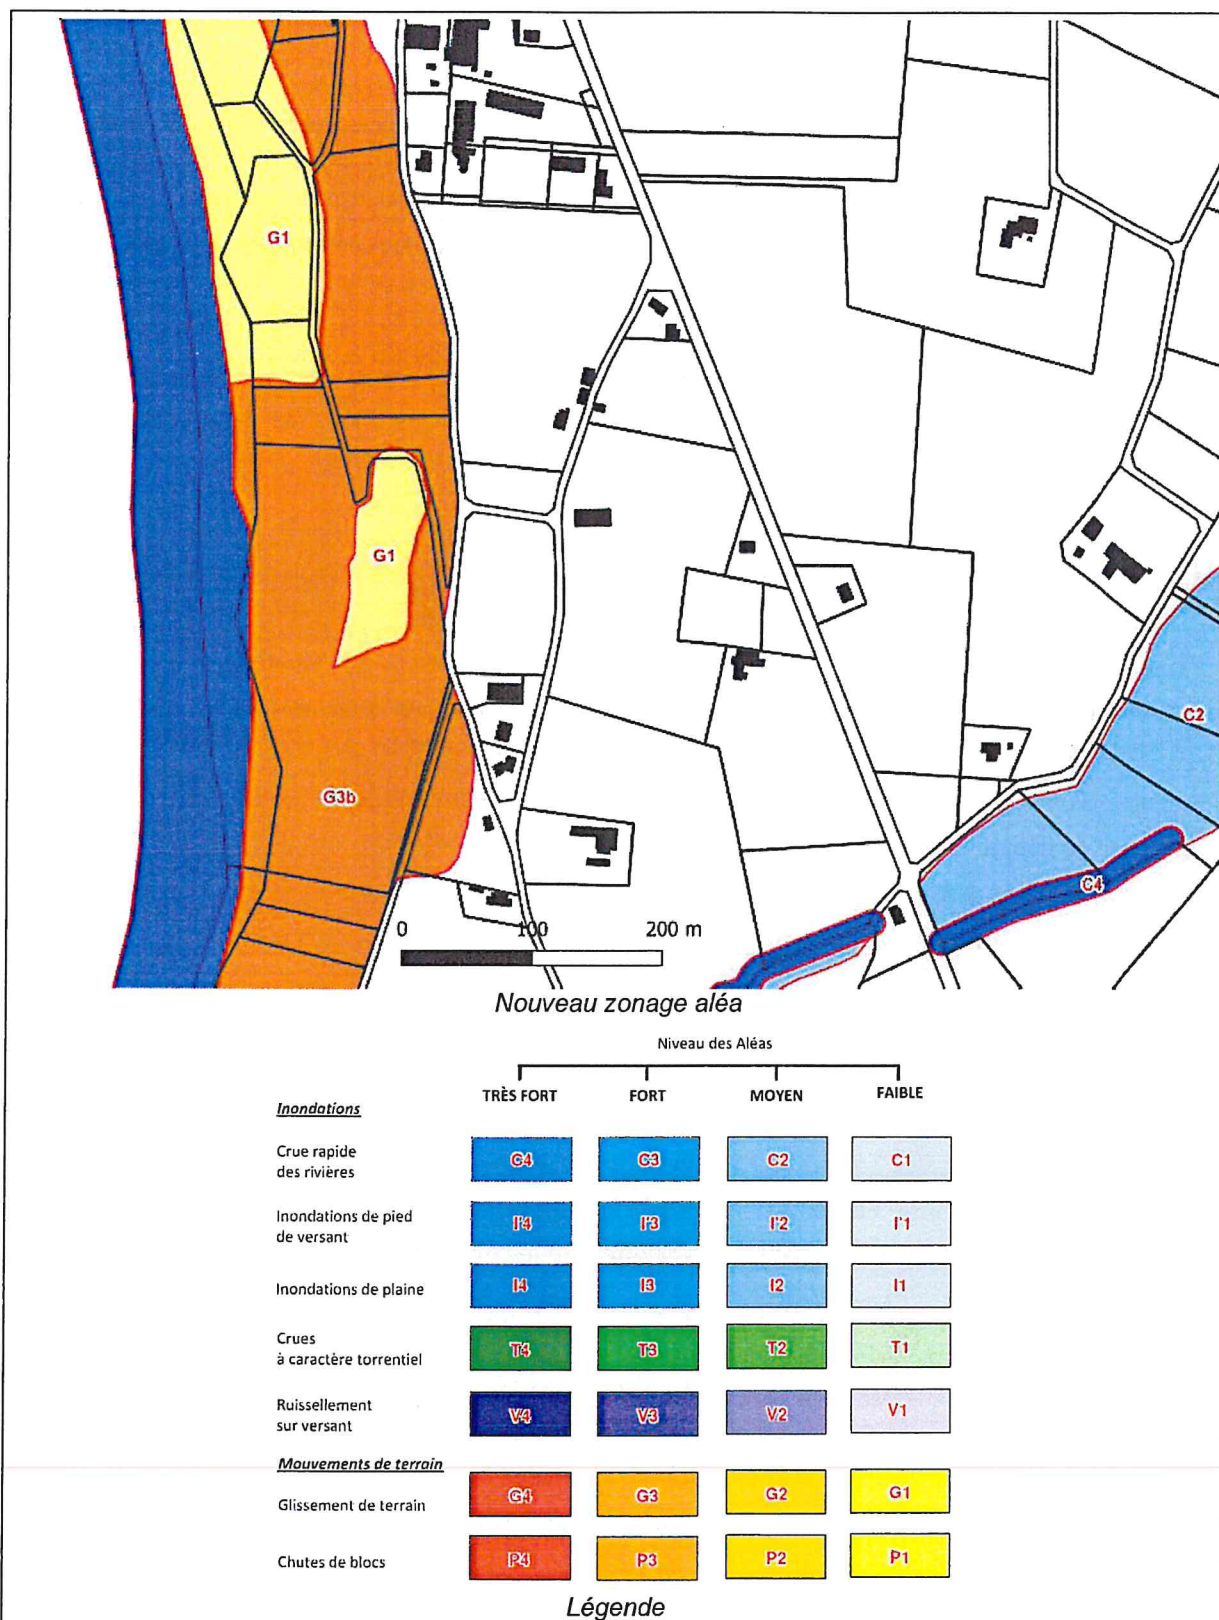 G1
G1
C2
G3b
C4
0 100 200 m
Nouveau zonage aléa
Niveau des Aléas
TRÈS FORT FORT MOYEN FAIBLE
Inondations
Crue rapide
des rivières
C4 C3 C2 C1
Inondations de pied
de versant
I'4 I'3 I'2 I'1
Inondations de plaine
I4 I3 I2 I1
Crues
à caractère torrentiel
T4 T3 T2 T1
Ruissellement
sur versant
V4 V3 V2 V1
Mouvements de terrain
Glissement de terrain
G4 G3 G2 G1
Chutes de blocs
P4 P3 P2 P1
Légende